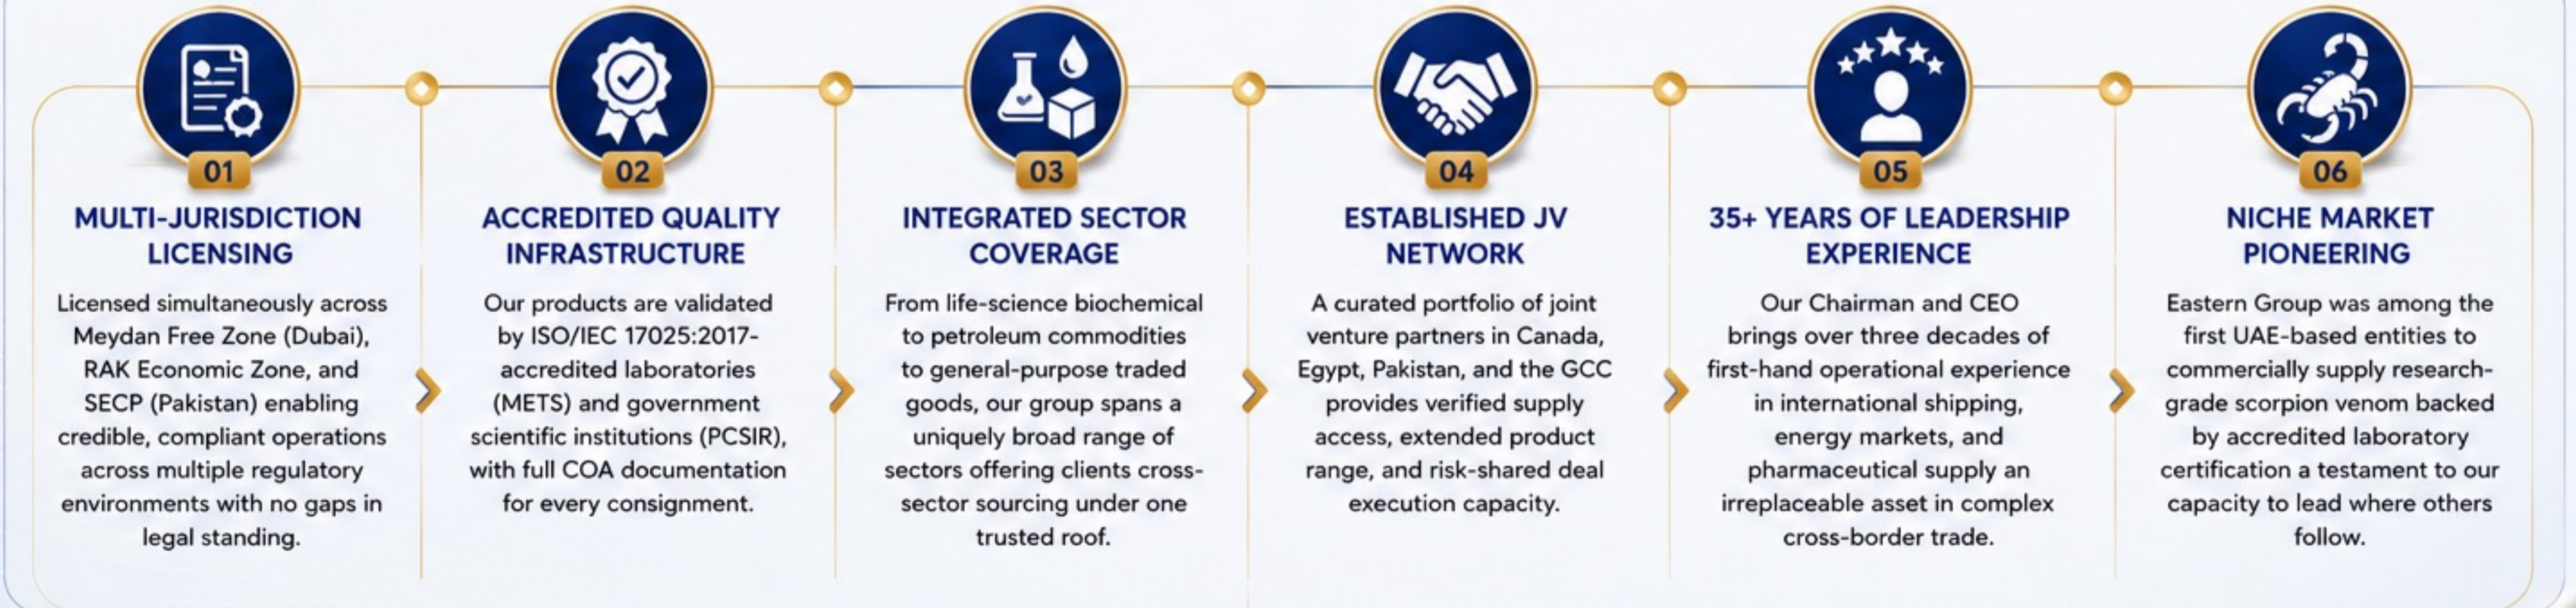 01
MULTI-JURISDICTION
LICENSING
Licensed simultaneously across
Meydan Free Zone (Dubai),
RAK Economic Zone, and
SECP (Pakistan) enabling
credible, compliant operations
across multiple regulatory
environments with no gaps in
legal standing.
02
ACCREDITED QUALITY
INFRASTRUCTURE
Our products are validated
by ISO/IEC 17025:2017-
accredited laboratories
(METS) and government
scientific institutions (PCSIR),
with full COA documentation
for every consignment.
03
INTEGRATED SECTOR
COVERAGE
From life-science biochemical
to petroleum commodities
to general-purpose traded
goods, our group spans a
uniquely broad range of
sectors offering clients cross-
sector sourcing under one
trusted roof.
04
ESTABLISHED JV
NETWORK
A curated portfolio of joint
venture partners in Canada,
Egypt, Pakistan, and the GCC
provides verified supply
access, extended product
range, and risk-shared deal
execution capacity.
05
35+ YEARS OF LEADERSHIP
EXPERIENCE
Our Chairman and CEO
brings over three decades of
first-hand operational experience
in international shipping,
energy markets, and
pharmaceutical supply an
irreplaceable asset in complex
cross-border trade.
06
NICHE MARKET
PIONEERING
Eastern Group was among the
first UAE-based entities to
commercially supply research-
grade scorpion venom backed
by accredited laboratory
certification a testament to our
capacity to lead where others
follow.